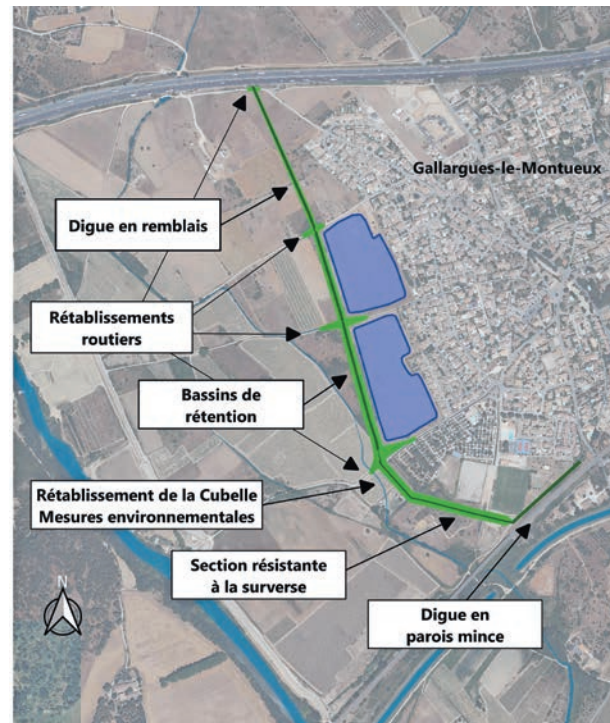 Gallargues-le-Montueux
Digue en remblais
Rétablissements
routiers
Bassins de
rétention
Rétablissement de la Cubelle
Mesures environnementales
Section résistante
à la surverse
Digue en
parois mince
N